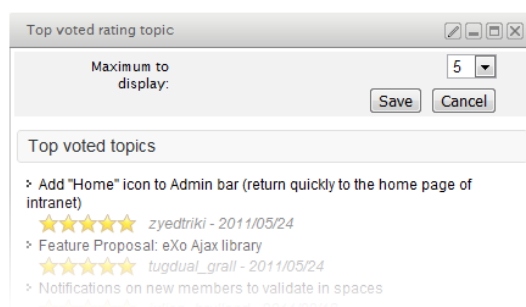 Top voted rating topic
Maximum to
display:
5
Save Cancel
Top voted topics
Add "Home" icon to Admin bar (return quickly to the home page of
intranet)
zyedtriki - 2011/05/24
Feature Proposal: eXo Ajax library
tugdual_grall - 2011/05/24
Notifications on new members to validate in spaces